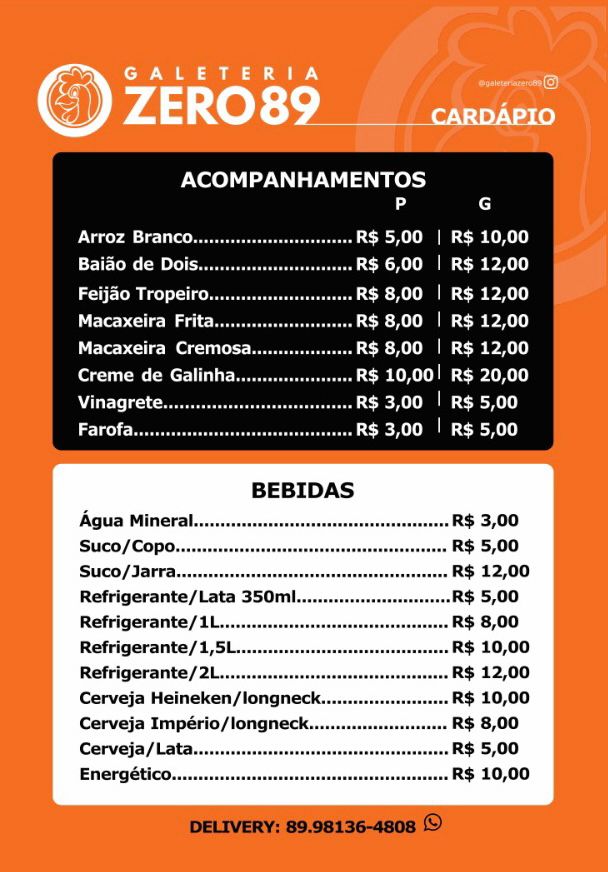 GALETERIA
ZERO89
@galeteriazero89
CARDÁPIO
ACOMPANHAMENTOS
P G
Arroz Branco................................ R$ 5,00 | R$ 10,00
Baião de Dois................................ R$ 6,00 | R$ 12,00
Feijão Tropeiro............................. R$ 8,00 | R$ 12,00
Macaxeira Frita............................ R$ 8,00 | R$ 12,00
Macaxeira Cremosa...................... R$ 8,00 | R$ 12,00
Creme de Galinha......................... R$ 10,00 | R$ 20,00
Vinagrete...................................... R$ 3,00 | R$ 5,00
Farofa........................................... R$ 3,00 | R$ 5,00
BEBIDAS
Água Mineral.................................................. R$ 3,00
Suco/Copo..................................................... R$ 5,00
Suco/Jarra..................................................... R$ 12,00
Refrigerante/Lata 350ml............................... R$ 5,00
Refrigerante/1L............................................. R$ 8,00
Refrigerante/1,5L.......................................... R$ 10,00
Refrigerante/2L............................................. R$ 12,00
Cerveja Heineken/longneck.......................... R$ 10,00
Cerveja Império/longneck............................ R$ 8,00
Cerveja/Lata.................................................. R$ 5,00
Energético...................................................... R$ 10,00
DELIVERY: 89.98136-4808